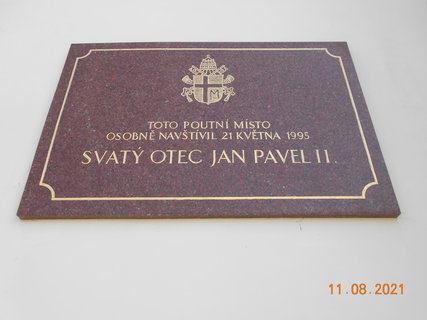 TOTO POUTNÍ MÍSTO
OSOBNĚ NAVŠTÍVIL 21 KVĚTNA 1995
SVATÝ OTEC JAN PAVEL II.
11.08.2021